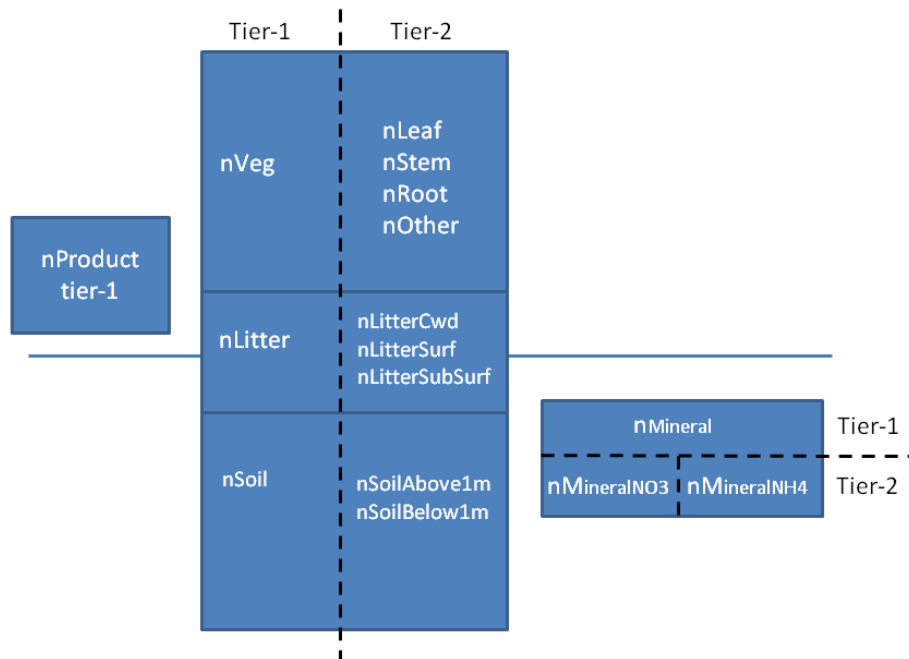 Tier-1
Tier-2
nVeg
nLeaf
nStem
nRoot
nOther
nProduct
tier-1
nLitter
nLitterCwd
nLitterSurf
nLitterSubSurf
nMineral
Tier-1
nMineralNO3
nMineralNH4
Tier-2
nSoil
nSoilAbove1m
nSoilBelow1m